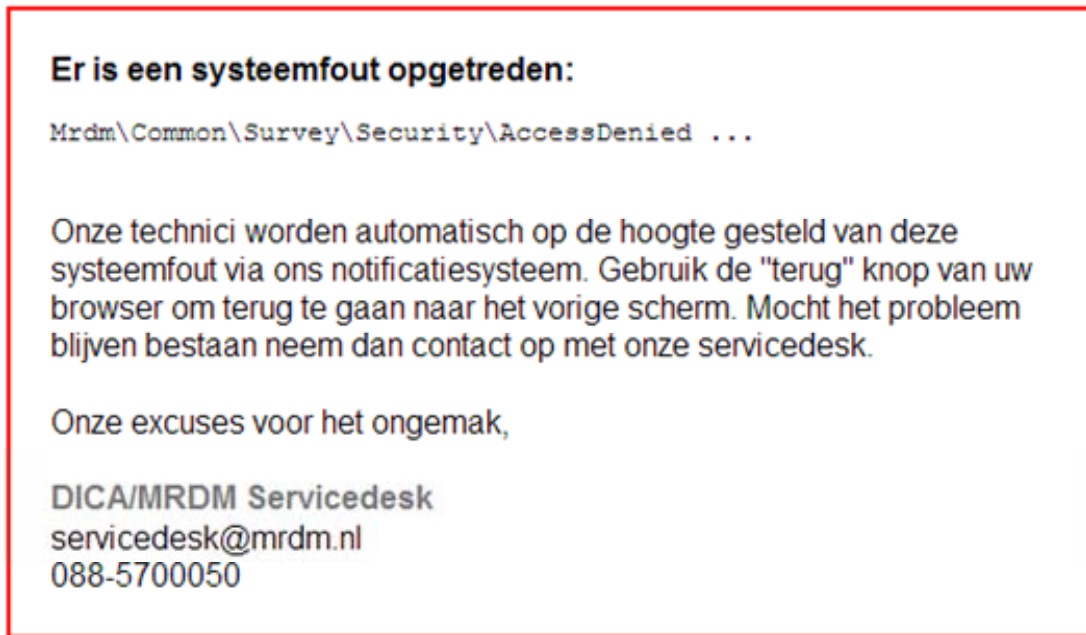 Er is een systeemfout opgetreden:
Mrdm\Common\Survey\Security\AccessDenied ...
Onze technici worden automatisch op de hoogte gesteld van deze
systeemfout via ons notificatiesysteem. Gebruik de "terug" knop van uw
browser om terug te gaan naar het vorige scherm. Mocht het probleem
blijven bestaan neem dan contact op met onze servicedesk.
Onze excuses voor het ongemak,
DICA/MRDM Servicedesk
servicedesk@mrdm.nl
088-5700050